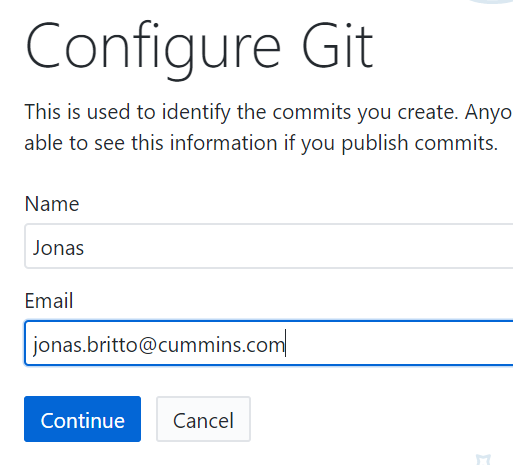 Configure Git
This is used to identify the commits you create. Anyo
able to see this information if you publish commits.
Name
Jonas
Email
jonas.britto@cummins.com
Continue
Cancel